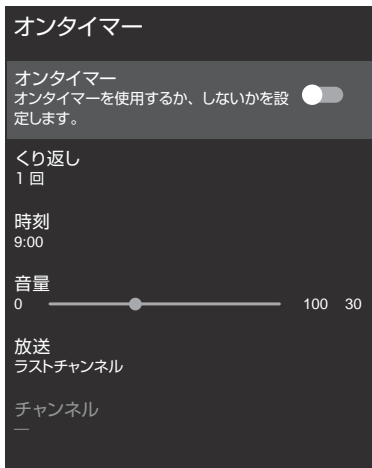 オンタイマー
オンタイマー
オンタイマーを使用するか、しないかを設
定します。
くり返し
1 回
時刻
9:00
音量
0 100 30
放送
ラストチャンネル
チャンネル
—